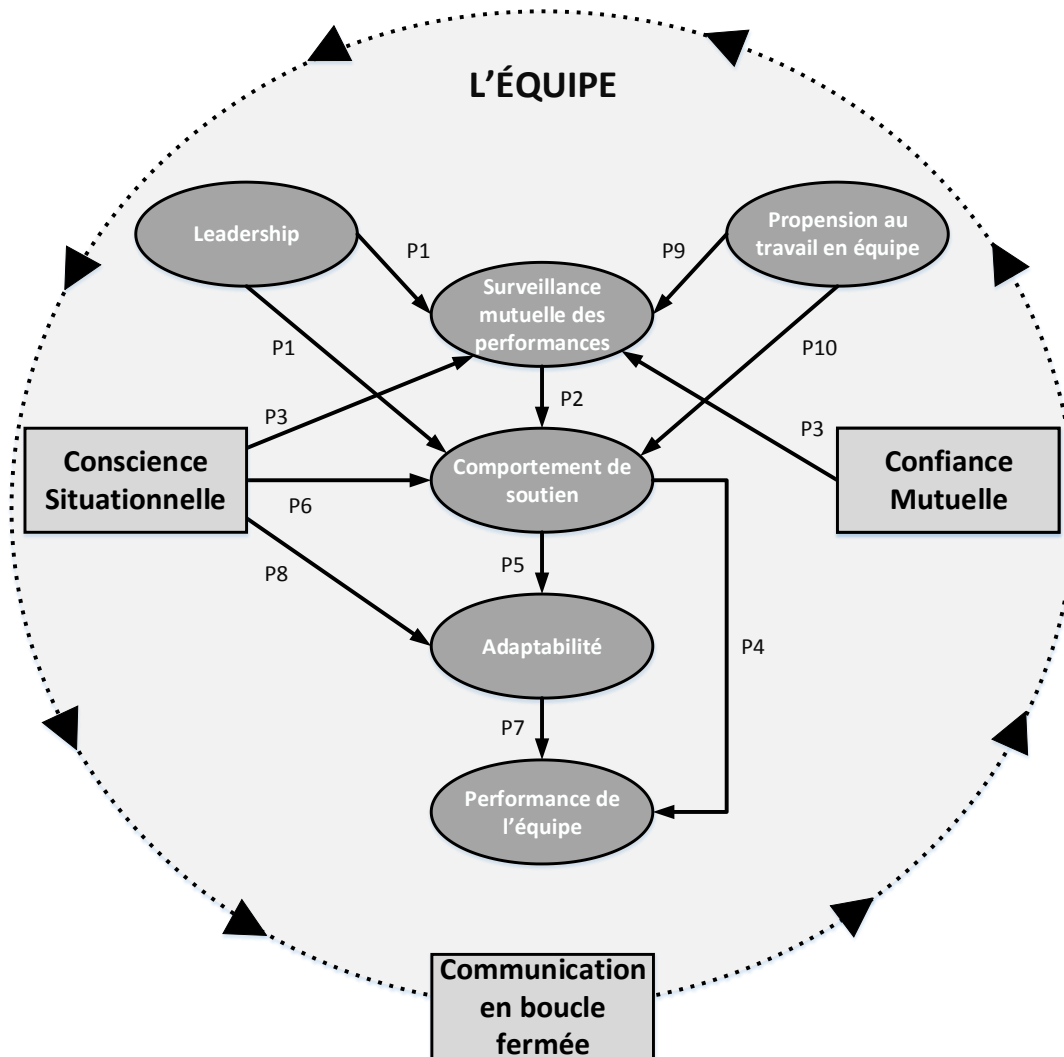 L'ÉQUIPE
Leadership
Propension au
travail en équipe
P1
P9
Surveillance
mutuelle des
performances
P1
P10
P3
P2
P3
Conscience
Situationnelle
Comportement de
soutien
Confiance
Mutuelle
P6
P5
P8
Adaptabilité
P4
P7
Performance de
l'équipe
Communication
en boucle
fermée